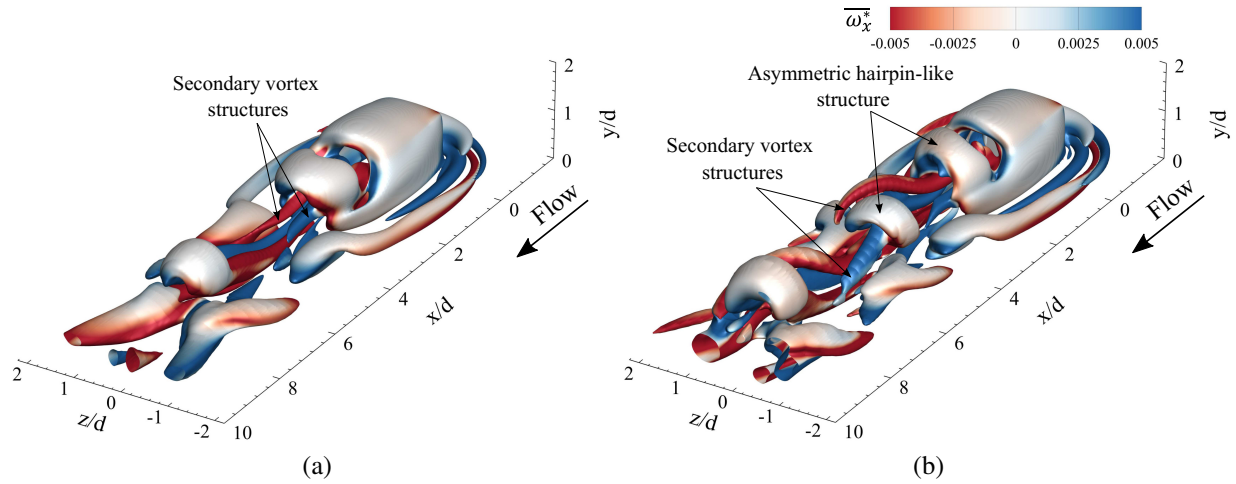 Secondary vortex
structures
2
1
0
y/d
0
Flow
2
4
x/d
6
8
10
2
1
0
-1
-2
z/d
(a)
ω*x
-0.005
-0.0025
0
0.0025
0.005
Asymmetric hairpin-like
structure
Secondary vortex
structures
2
1
0
y/d
0
Flow
2
4
x/d
6
8
10
2
1
0
-1
-2
z/d
(b)